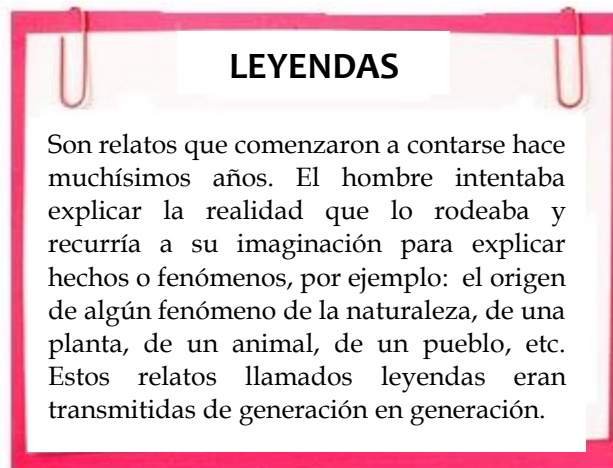 LEYENDAS
Son relatos que comenzaron a contarse hace
muchísimos años. El hombre intentaba
explicar la realidad que lo rodeaba y
recurría a su imaginación para explicar
hechos o fenómenos, por ejemplo: el origen
de algún fenómeno de la naturaleza, de una
planta, de un animal, de un pueblo, etc.
Estos relatos llamados leyendas eran
transmitidas de generación en generación.